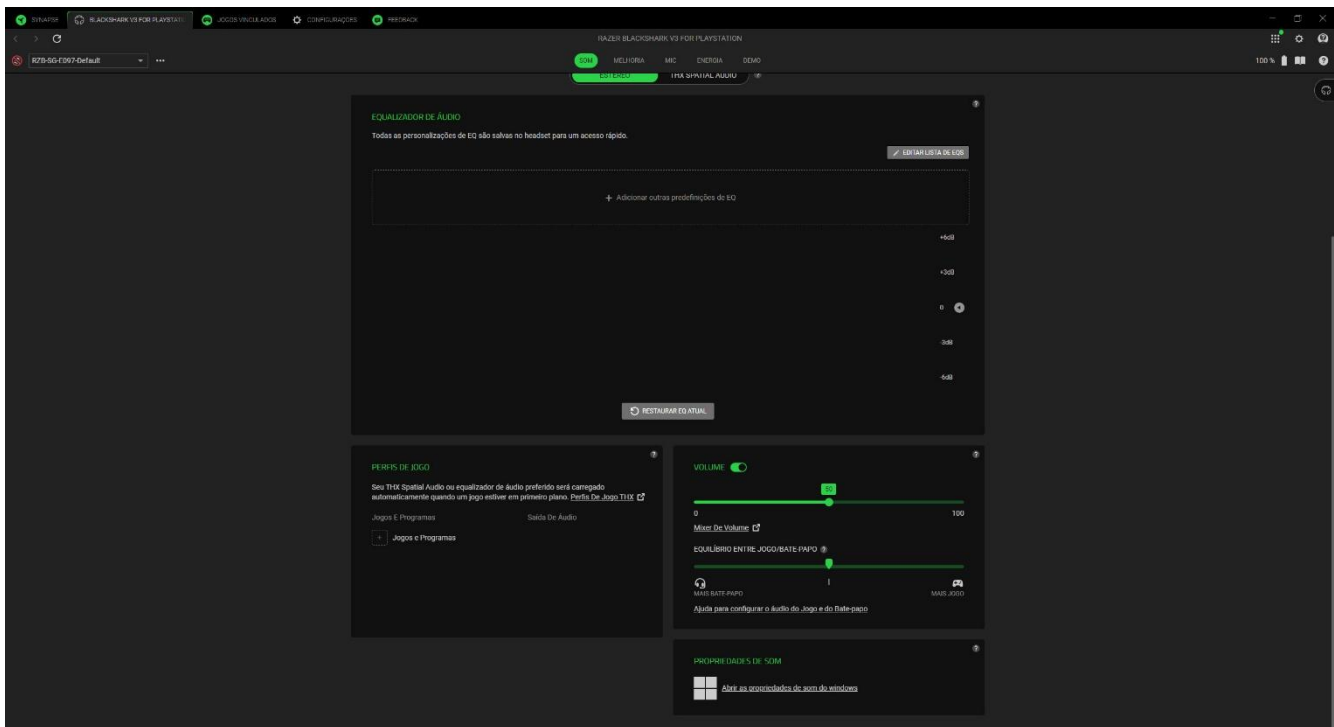 SYNAPSE
BLACKSHARK V3 FOR PLAYSTATI
JOGOS VINCULADOS
CONFIGURAÇÕES
FEEDBACK
RAZER BLACKSHARK V3 FOR PLAYSTATION
RZB-SG-E097-Default
SOM
MELHORIA
MIC
ENERGIA
DEMO
100 %
ESTÉREO
THX SPATIAL AUDIO
EQUALIZADOR DE ÁUDIO
Todas as personalizações de EQ são salvas no headset para um acesso rápido.
EDITAR LISTA DE EQS
+ Adicionar outras predefinições de EQ
+6dB
+3dB
0
-3dB
-6dB
RESTAURAR EQ ATUAL
PERFIS DE JOGO
Seu THX Spatial Audio ou equalizador de áudio preferido será carregado
automaticamente quando um jogo estiver em primeiro plano. Perfis De Jogo THX
Jogos E Programas
Saída De Áudio
+ Jogos e Programas
VOLUME
50
0
100
Mixer De Volume
EQUILÍBRIO ENTRE JOGO/BATE-PAPO
MAIS BATE-PAPO
MAIS JOGO
Ajuda para configurar o áudio do Jogo e do Bate-papo
PROPRIEDADES DE SOM
Abrir as propriedades de som do windows